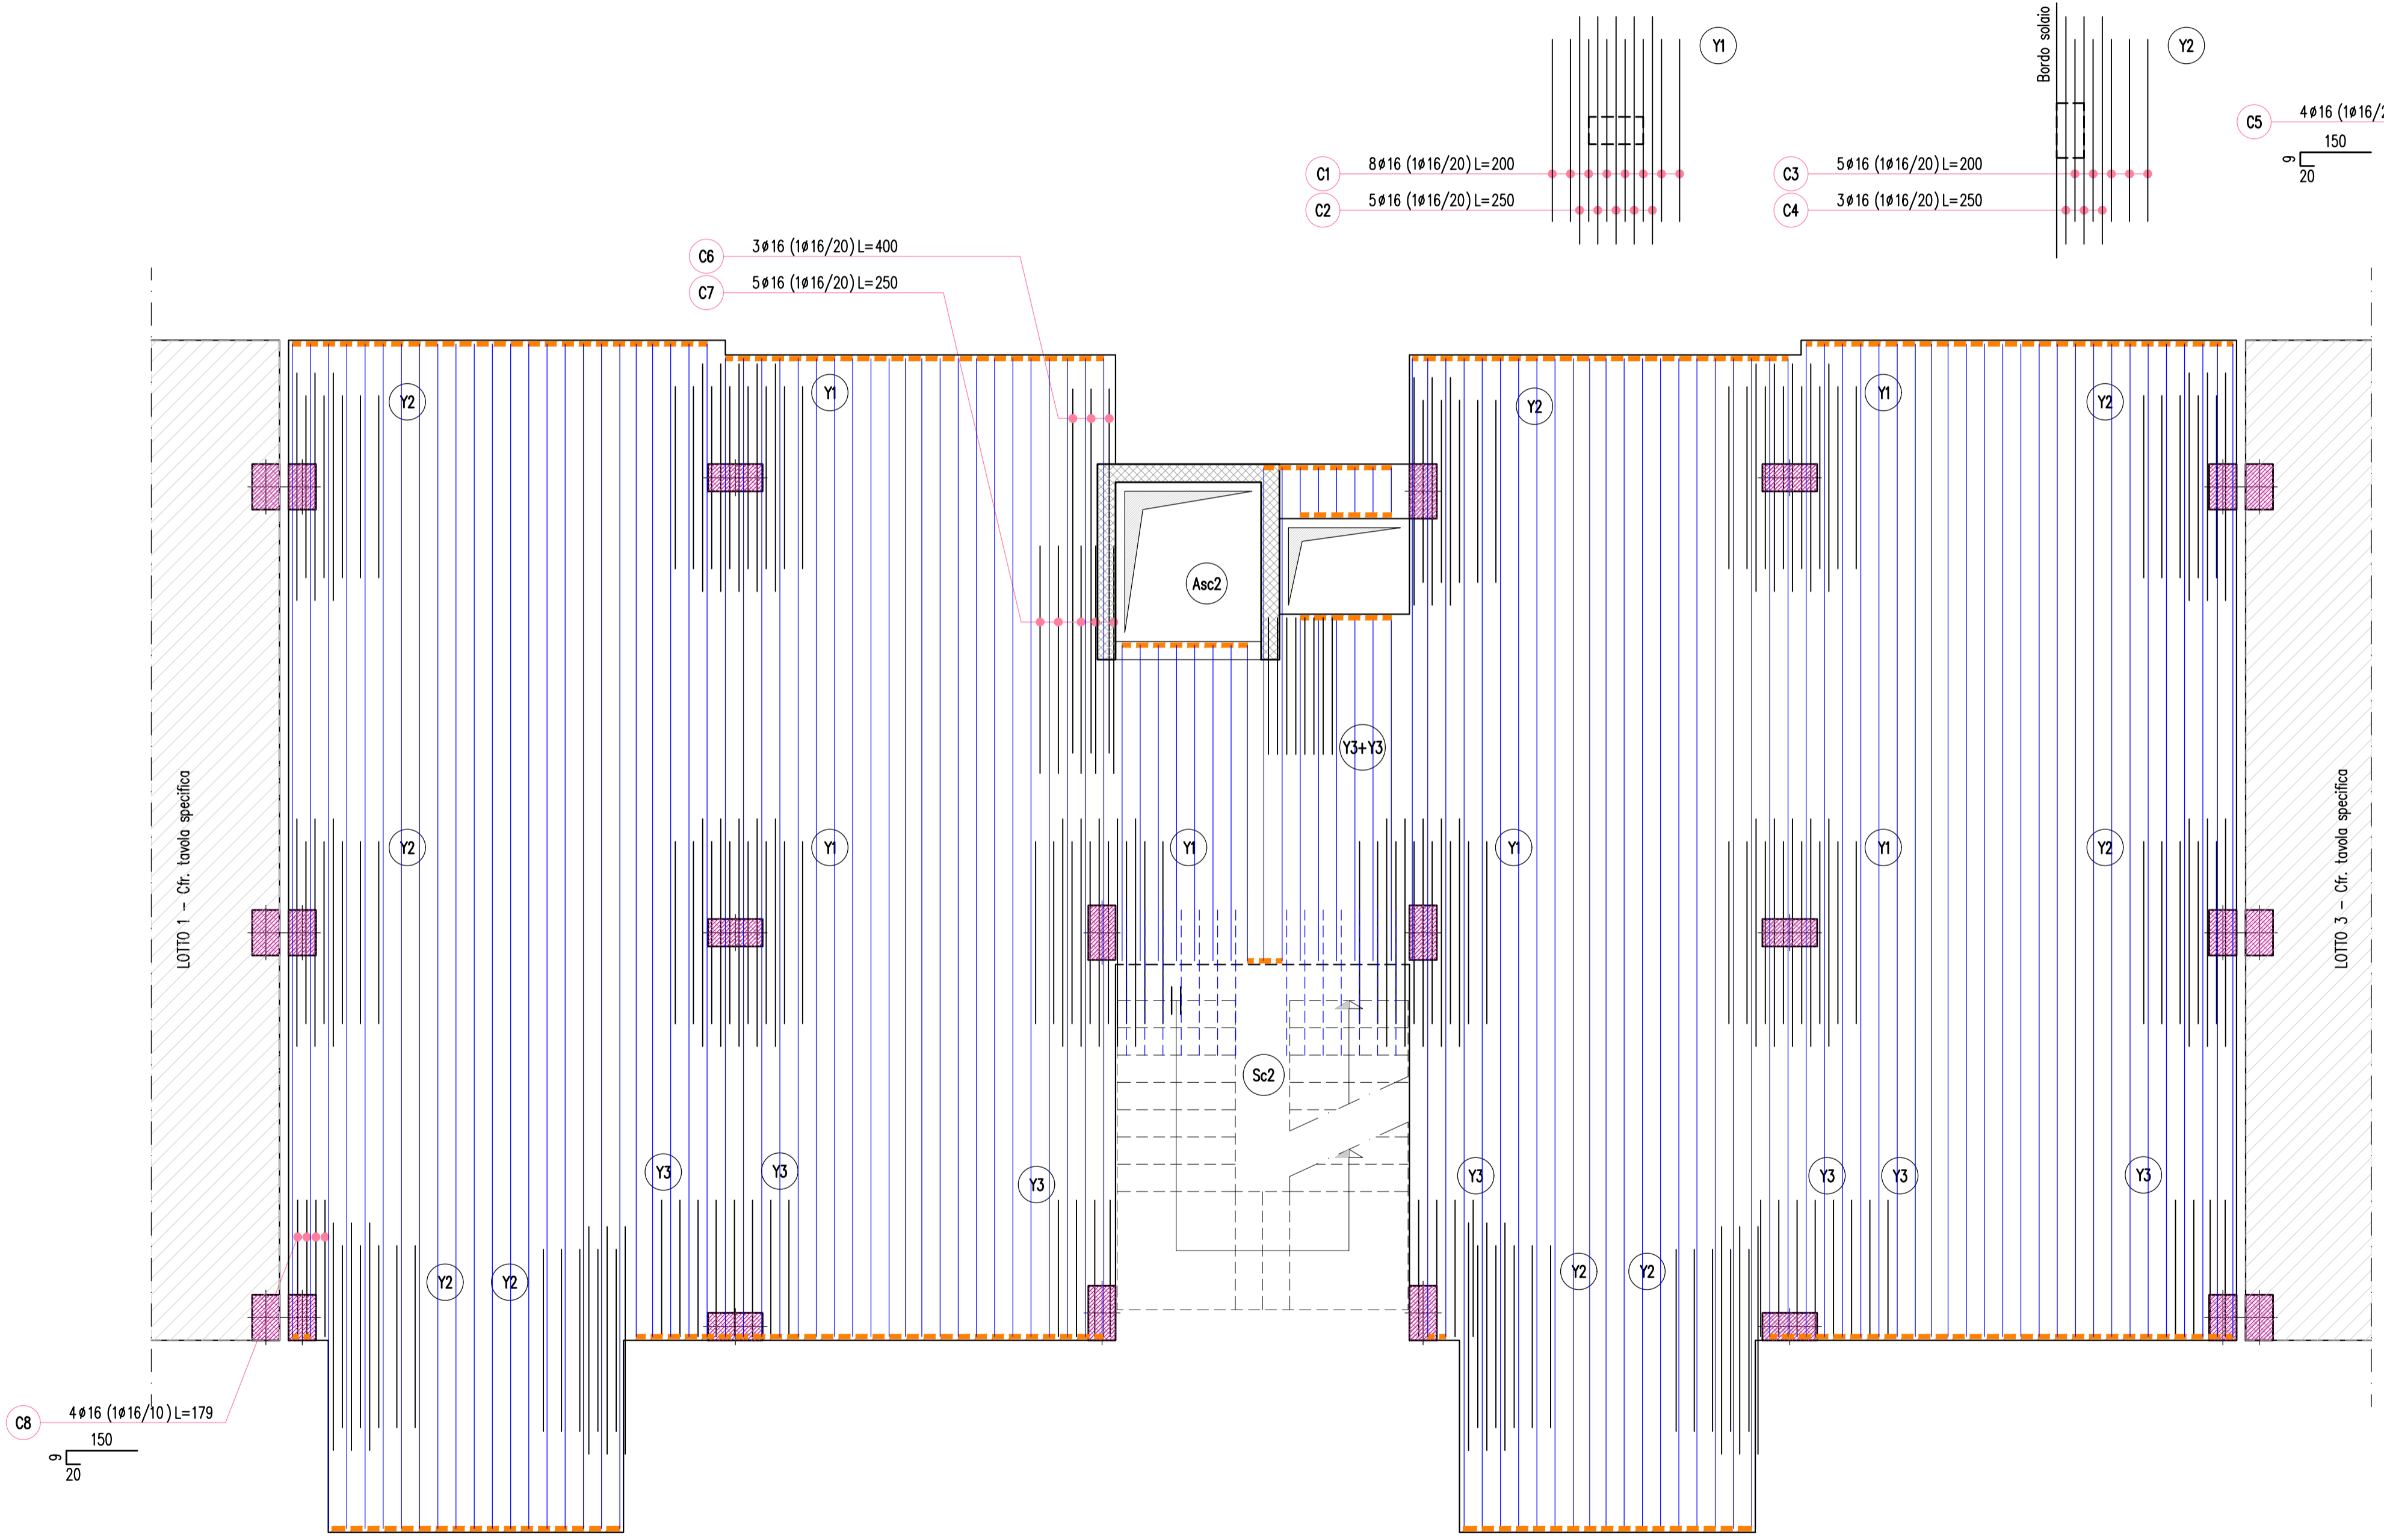 Y1
Bordo solaio
Y2
C5
4ø16 (1ø16/2
150
9
20
C1
8ø16 (1ø16/20) L=200
C2
5ø16 (1ø16/20) L=250
C3
5ø16 (1ø16/20) L=200
C4
3ø16 (1ø16/20) L=250
C6
3ø16 (1ø16/20) L=400
C7
5ø16 (1ø16/20) L=250
Y2
Y1
Y2
Y1
Y2
Asc2
Y3+Y3
LOTTO 1 - Cfr. tavola specifica
LOTTO 3 - Cfr. tavola specifica
Y2
Y1
Y1
Y1
Y1
Y2
Sc2
Y3
Y3
Y3
Y3
Y3
Y3
Y3
Y2
Y2
Y2
Y2
C8
4ø16 (1ø16/10) L=179
150
9
20